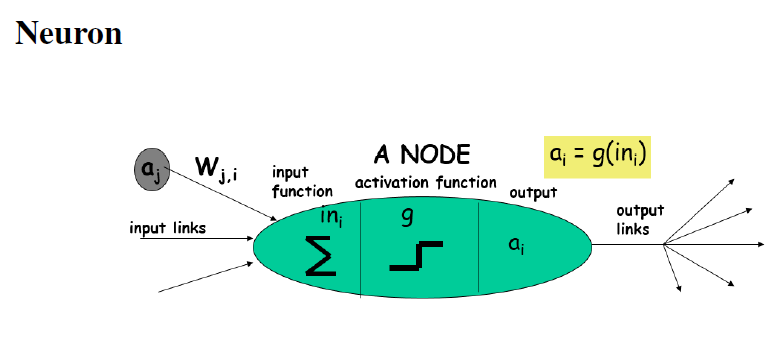 Neuron
A NODE
aᵢ = g(inᵢ)
aⱼ
Wⱼ,ᵢ
input
function
activation function
output
input links
inᵢ
g
Σ
aᵢ
output
links